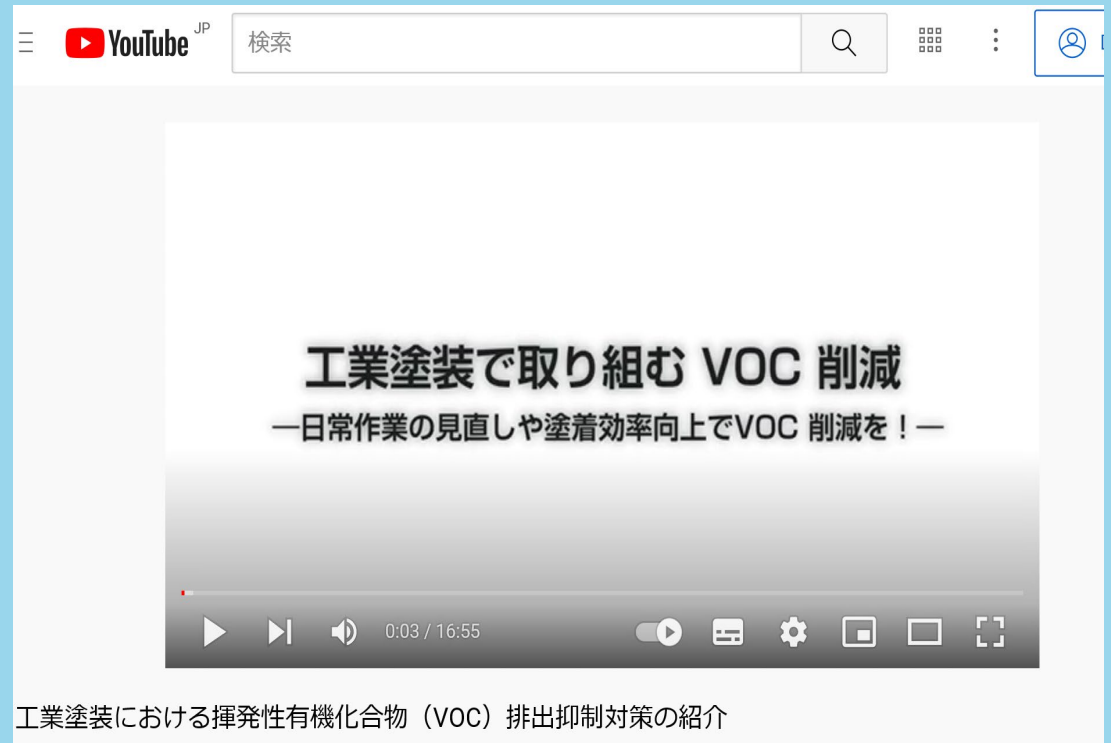 YouTube JP
検索
工業塗装で取り組む VOC 削減
―日常作業の見直しや塗着効率向上でVOC 削減を！―
0:03 / 16:55
工業塗装における揮発性有機化合物（VOC）排出抑制対策の紹介